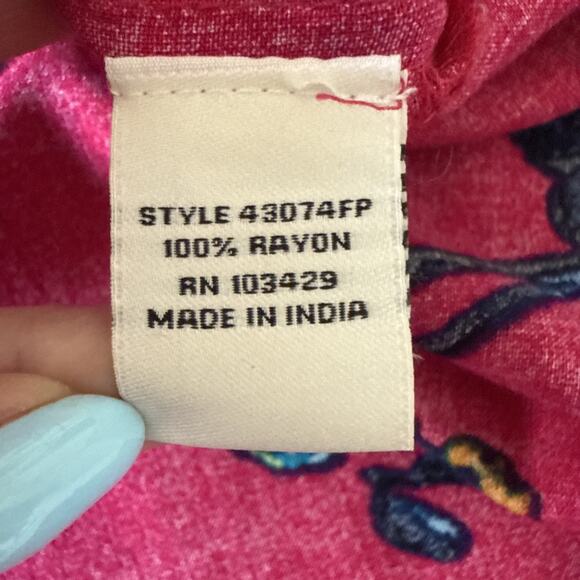 STYLE 43074FP
100% RAYON
RN 103429
MADE IN INDIA